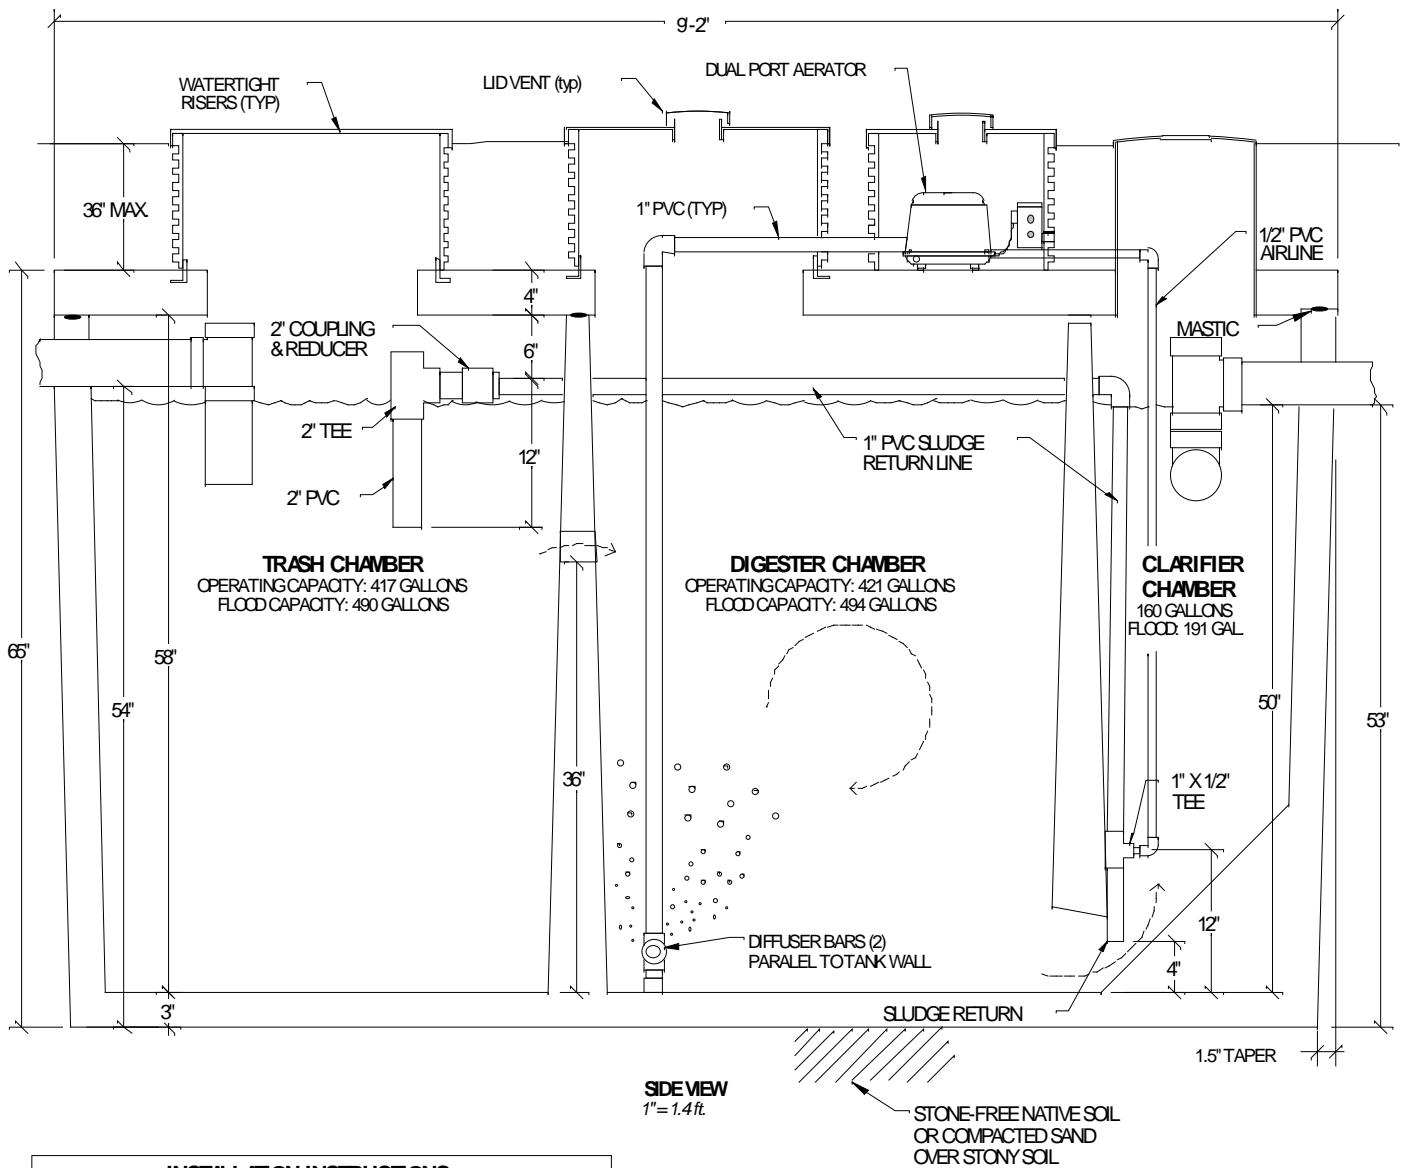 9-2"
WATERTIGHT
RISERS (TYP)
LID VENT (typ)
DUAL PORT AERATOR
36" MAX.
1" PVC (TYP)
1/2" PVC
AIRLINE
4"
2" COUPLING
& REDUCER
6"
MASTIC
2" TEE
12"
1" PVC SLUDGE
RETURN LINE
2" PVC
TRASH CHAMBER
OPERATING CAPACITY: 417 GALLONS
FLOOD CAPACITY: 490 GALLONS
DIGESTER CHAMBER
OPERATING CAPACITY: 421 GALLONS
FLOOD CAPACITY: 494 GALLONS
CLARIFIER
CHAMBER
160 GALLONS
FLOOD: 191 GAL.
65"
58"
54"
50"
53"
36"
1" X 1/2"
TEE
12"
DIFFUSER BARS (2)
PARALEL TO TANK WALL
4"
3"
SLUDGE RETURN
1.5" TAPER
SIDE VIEW
1" = 1.4 ft.
STONE-FREE NATIVE SOIL
OR COMPACTED SAND
OVER STONY SOIL
INSTALLATION INSTRUCTIONS